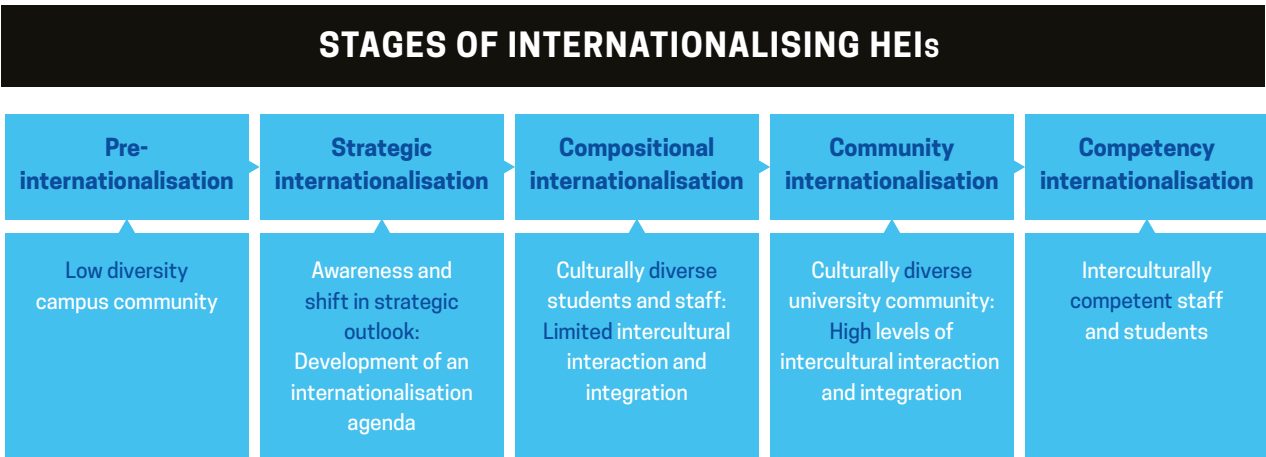 STAGES OF INTERNATIONALISING HEIs
Pre-
internationalisation
Strategic
internationalisation
Compositional
internationalisation
Community
internationalisation
Competency
internationalisation
Low diversity
campus community
Awareness and
shift in strategic
outlook:
Development of an
internationalisation
agenda
Culturally diverse
students and staff:
Limited intercultural
interaction and
integration
Culturally diverse
university community:
High levels of
intercultural interaction
and integration
Interculturally
competent staff
and students